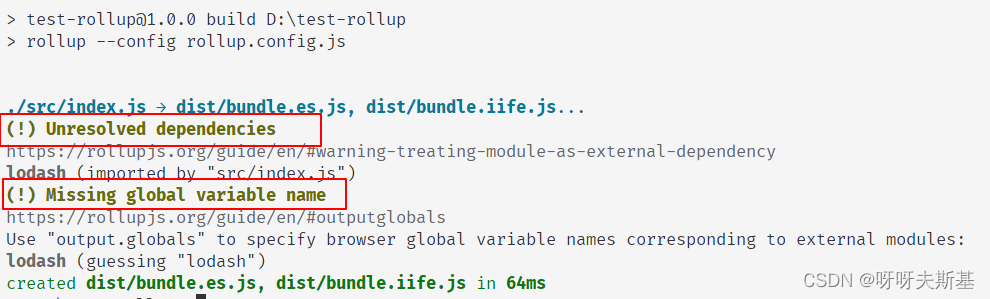 > test-rollup@1.0.0 build D:\test-rollup
> rollup --config rollup.config.js
./src/index.js → dist/bundle.es.js, dist/bundle.iife.js...
(!) Unresolved dependencies
https://rollupjs.org/guide/en/#warning-treating-module-as-external-dependency
lodash (imported by "src/index.js")
(!) Missing global variable name
https://rollupjs.org/guide/en/#outputglobals
Use "output.globals" to specify browser global variable names corresponding to external modules:
lodash (guessing "lodash")
created dist/bundle.es.js, dist/bundle.iife.js in 64ms
CSDN @呀呀夫斯基